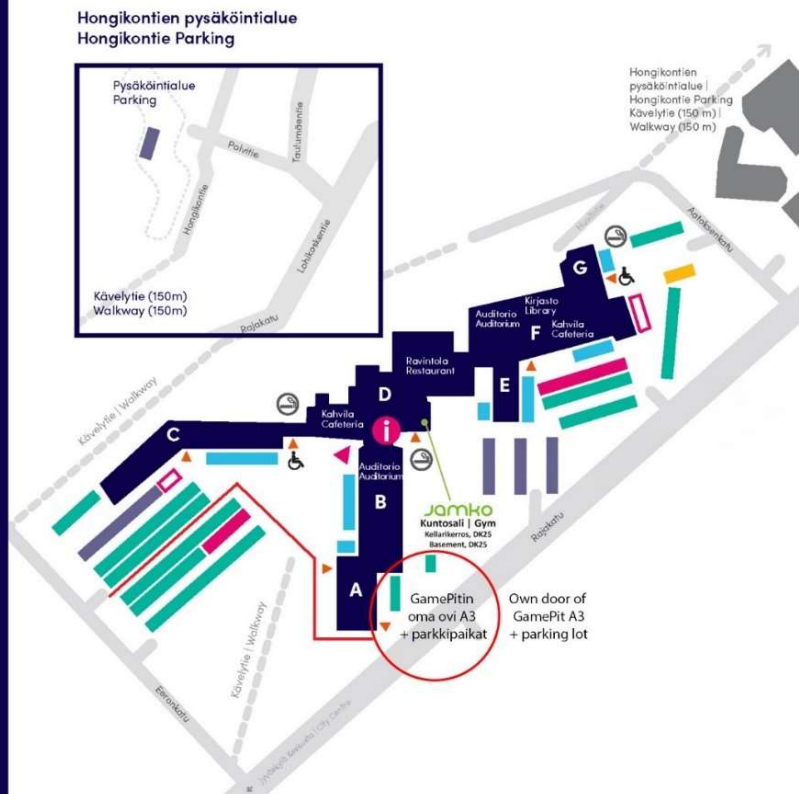 Hongikontien pysäköintialue
Hongikontie Parking
Pysäköintialue
Parking
Polvitie
Taulumäentie
Hongikontie
Lohikoskentie
Kävelytie (150m)
Walkway (150m)
Rajakatu
Hongikontien
pysäköintialue |
Hongikontie Parking
Kävelytie (150 m) |
Walkway (150 m)
Aatoksenkatu
G
Kirjasto
Library
Auditorio
Auditorium
F
Kahvila
Cafeteria
Ravintola
Restaurant
E
D
Kahvila
Cafeteria
i
C
Kävelytie | Walkway
Auditorio
Auditorium
B
JAMKO
Kuntosali | Gym
Kellarikerros, DK25
Basement, DK25
Rajakatu
A
GamePitin
oma ovi A3
+ parkkipaikat
Own door of
GamePit A3
+ parking lot
Kävelytie | Walkway
Eeronkatu